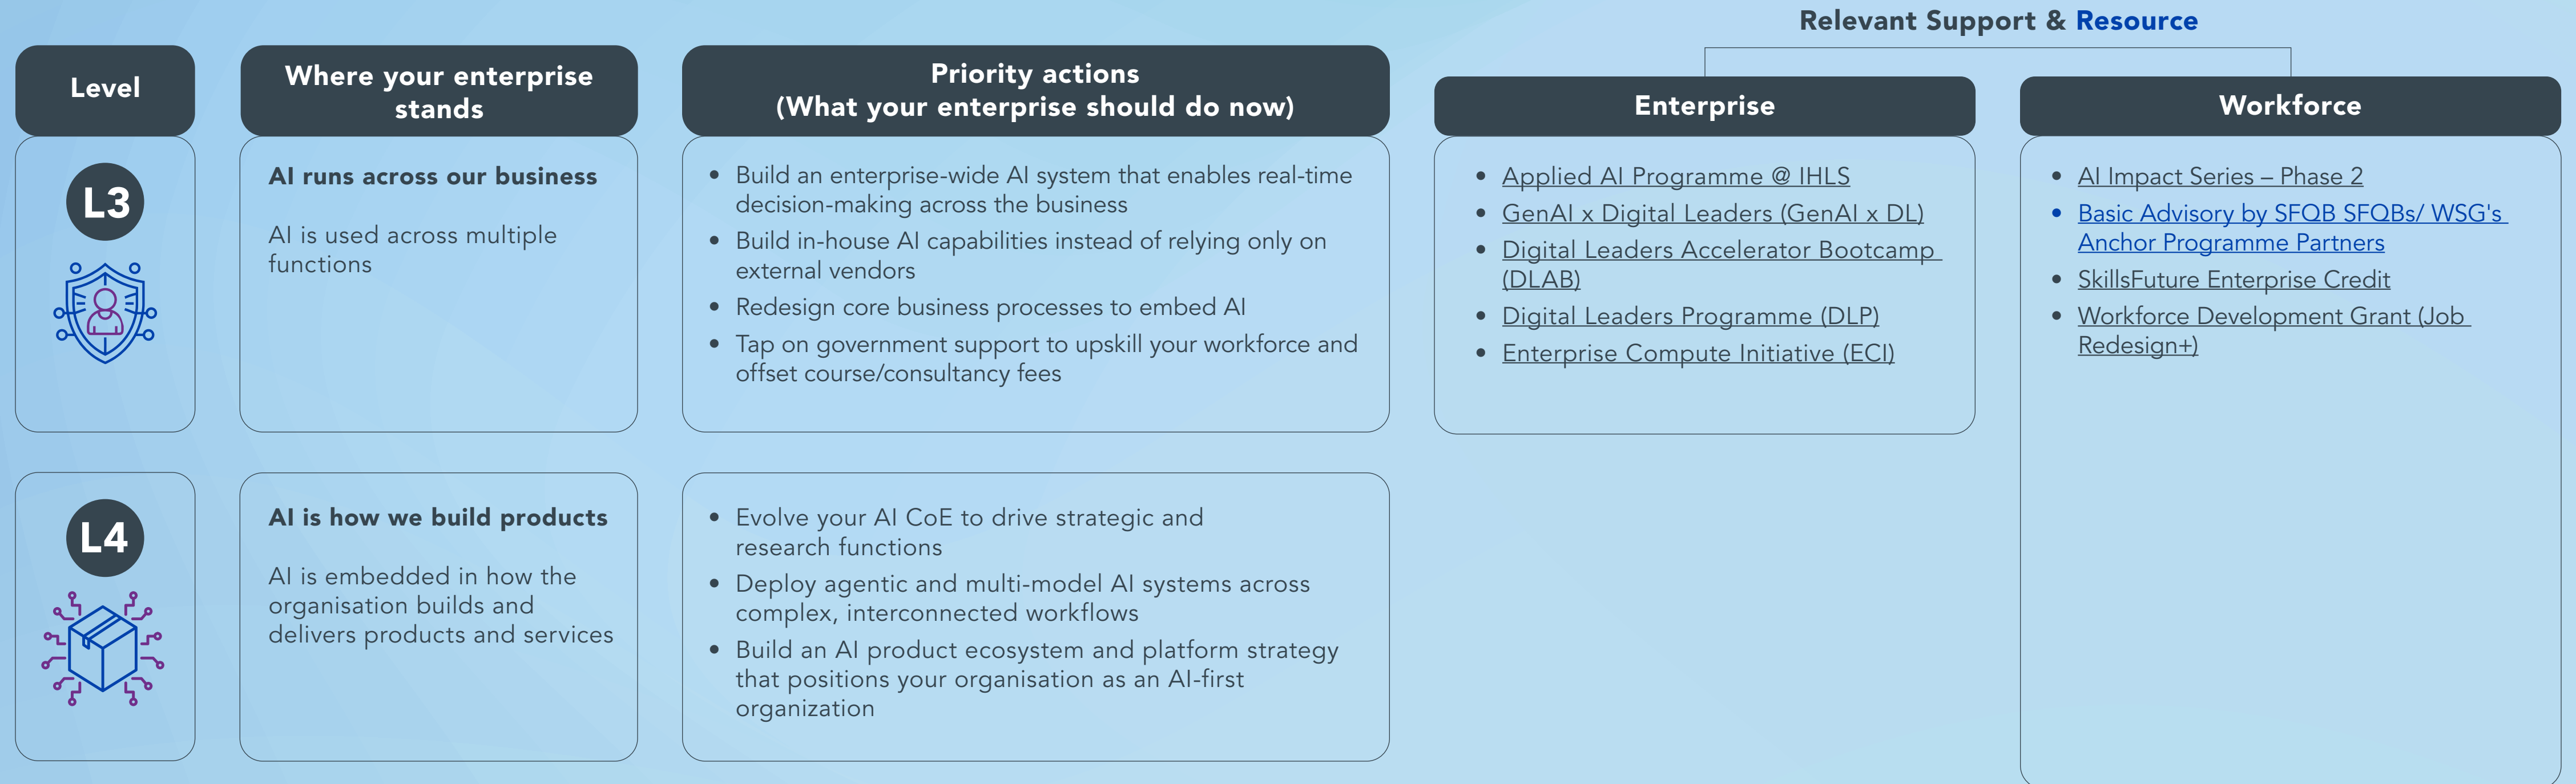 Relevant Support & Resource
Level
Where your enterprise
stands
Priority actions
(What your enterprise should do now)
Enterprise
Workforce
L3
AI runs across our business
AI is used across multiple
functions
• Build an enterprise-wide AI system that enables real-time
decision-making across the business
• Build in-house AI capabilities instead of relying only on
external vendors
• Redesign core business processes to embed AI
• Tap on government support to upskill your workforce and
offset course/consultancy fees
• Applied AI Programme @ IHLS
• GenAI x Digital Leaders (GenAI x DL)
• Digital Leaders Accelerator Bootcamp
(DLAB)
• Digital Leaders Programme (DLP)
• Enterprise Compute Initiative (ECI)
• AI Impact Series – Phase 2
• Basic Advisory by SFQB SFQBs/ WSG's
Anchor Programme Partners
• SkillsFuture Enterprise Credit
• Workforce Development Grant (Job
Redesign+)
L4
AI is how we build products
AI is embedded in how the
organisation builds and
delivers products and services
• Evolve your AI CoE to drive strategic and
research functions
• Deploy agentic and multi-model AI systems across
complex, interconnected workflows
• Build an AI product ecosystem and platform strategy
that positions your organisation as an AI-first
organization